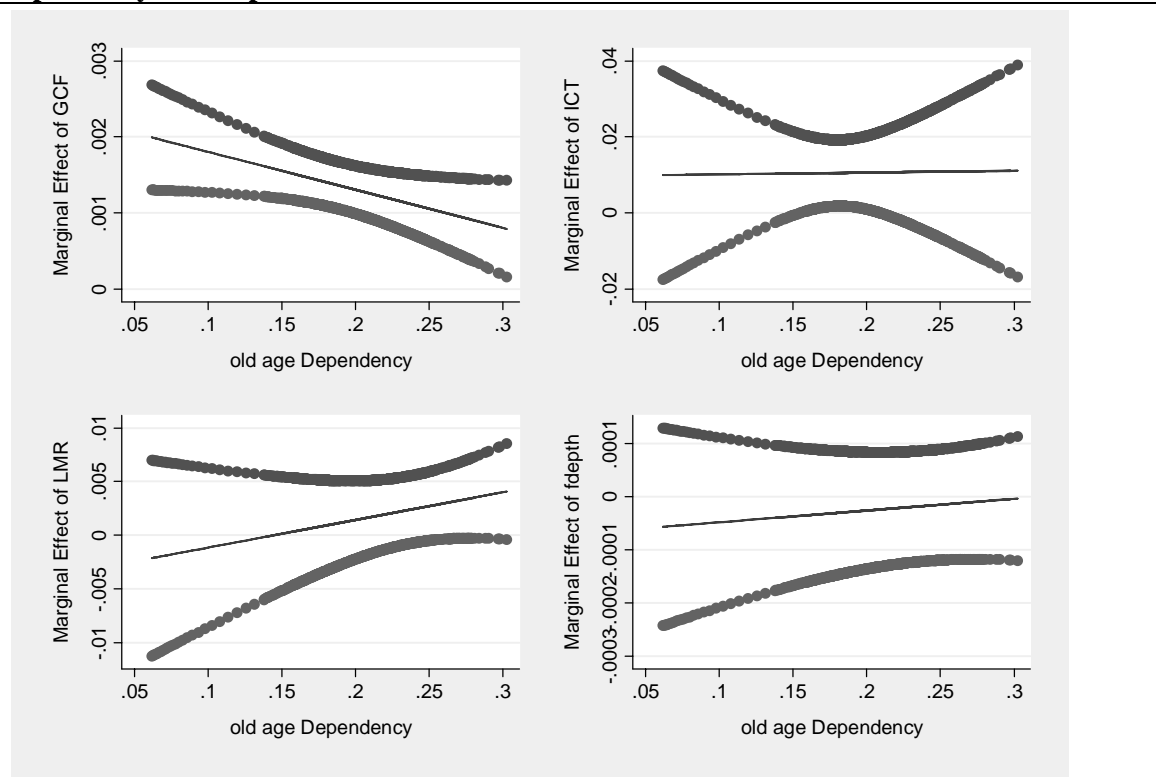 Marginal Effect of GCF
.003
.002
.001
0
.05 .1 .15 .2 .25 .3
old age Dependency
Marginal Effect of ICT
.04
.02
0
-.02
.05 .1 .15 .2 .25 .3
old age Dependency
Marginal Effect of LMR
.01
.005
0
-.005
-.01
.05 .1 .15 .2 .25 .3
old age Dependency
Marginal Effect of fdepth
.0001
0
-.0001
-.0002
-.0003
.05 .1 .15 .2 .25 .3
old age Dependency